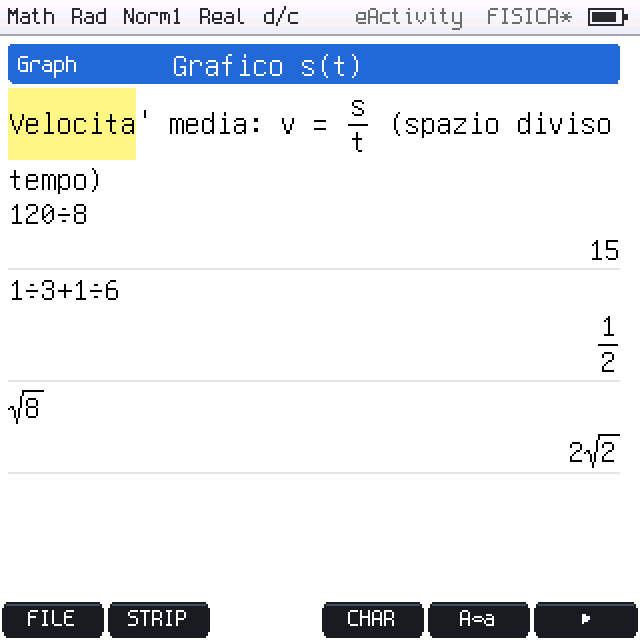 Math Rad Norm1 Real d/c eActivity FISICA*
Graph Grafico s(t)
Velocita' media: v = s/t (spazio diviso
tempo)
120÷8
15
1÷3+1÷6
1/2
√8
2√2
FILE STRIP CHAR A↔a ▶